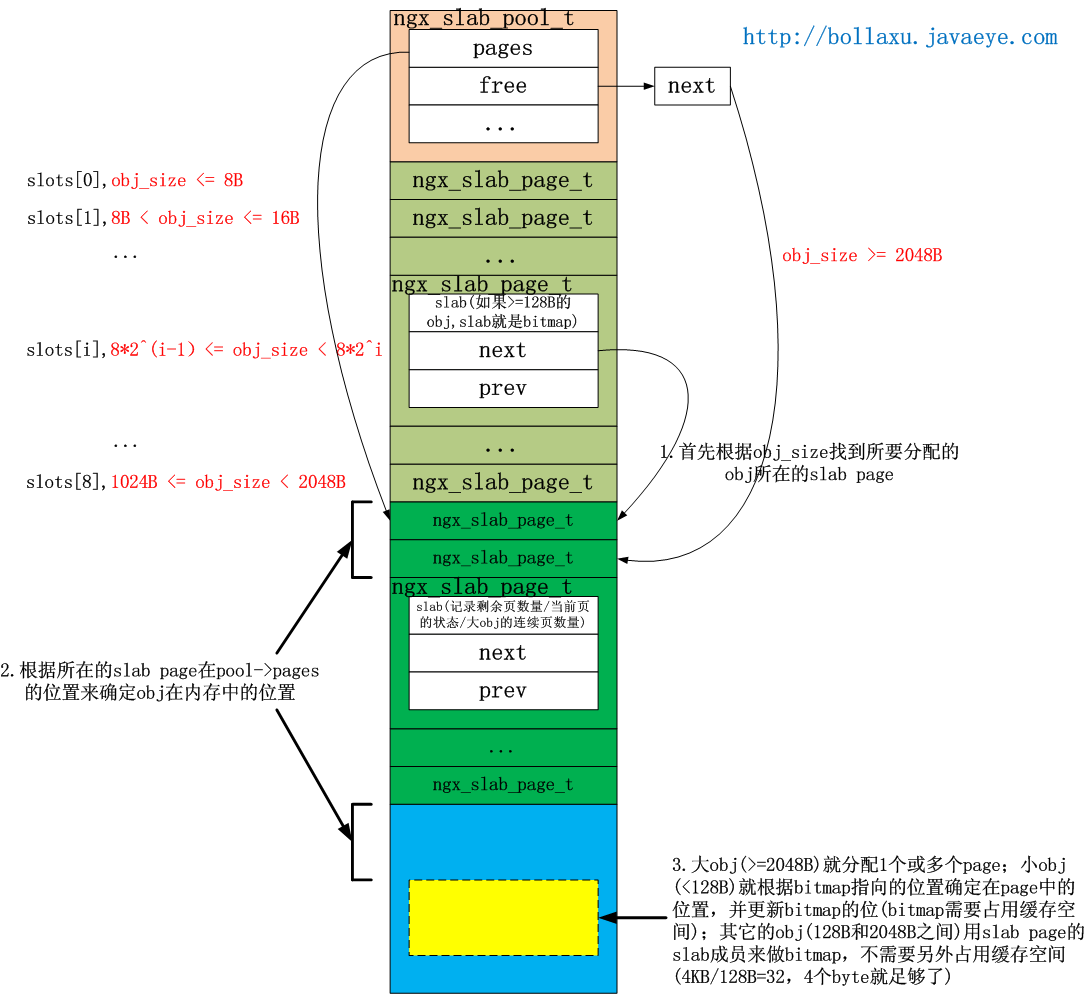 ngx_slab_pool_t
http://bollaxu.javaeye.com
pages
free
next
...
slots[0],obj_size <= 8B
ngx_slab_page_t
slots[1],8B < obj_size <= 16B
ngx_slab_page_t
...
...
obj_size >= 2048B
ngx_slab_page_t
slab(如果>=128B的
obj,slab就是bitmap)
slots[i],8*2^(i-1) <= obj_size < 8*2^i
next
prev
...
...
1.首先根据obj_size找到所要分配的
obj所在的slab page
slots[8],1024B <= obj_size < 2048B
ngx_slab_page_t
ngx_slab_page_t
ngx_slab_page_t
ngx_slab_page_t
slab(记录剩余页数量/当前页
的状态/大obj的连续页数量)
next
prev
2.根据所在的slab page在pool->pages
的位置来确定obj在内存中的位置
...
ngx_slab_page_t
3.大obj(>=2048B)就分配1个或多个page; 小obj
(<128B)就根据bitmap指向的位置确定在page中的
位置，并更新bitmap的位(bitmap需要占用缓存空
间); 其它的obj(128B和2048B之间)用slab page的
slab成员来做bitmap，不需要另外占用缓存空间
(4KB/128B=32，4个byte就足够了)